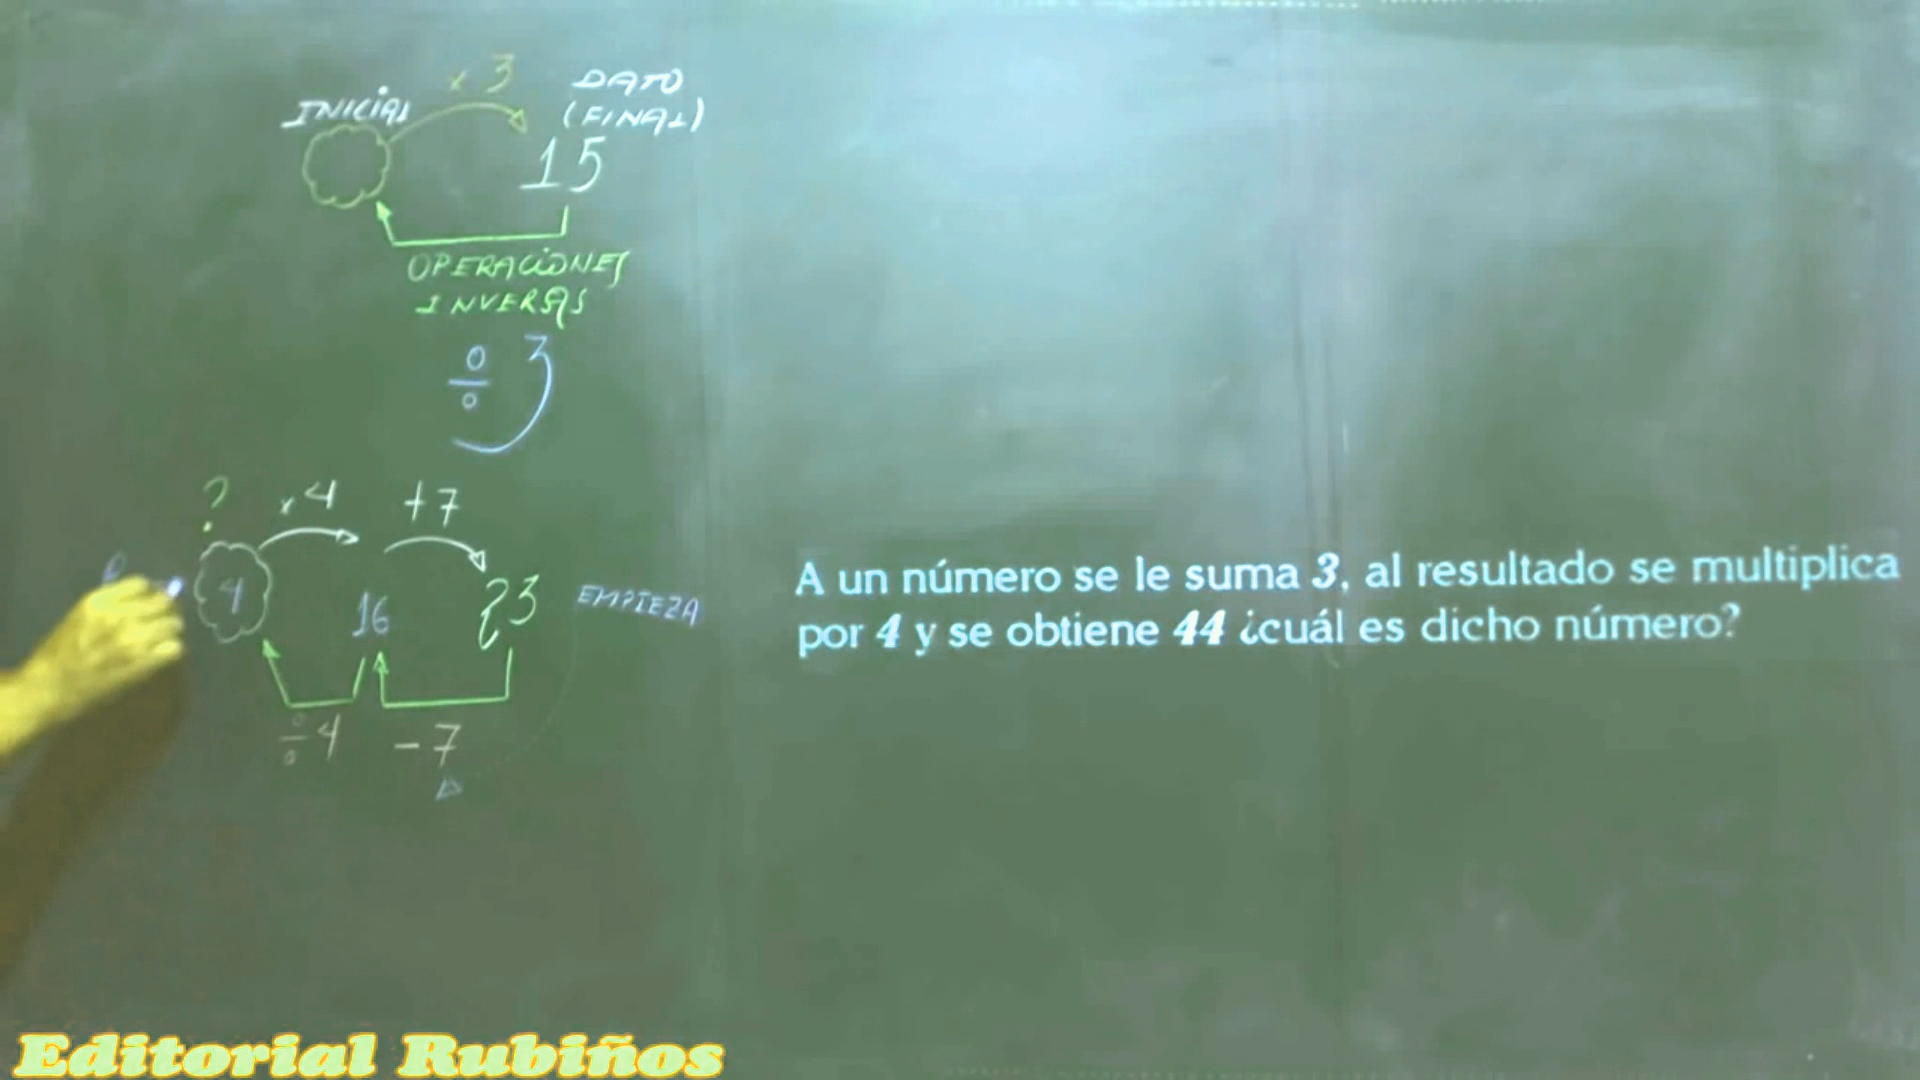 × 3
INICIAL
DATO
(FINAL)
15
OPERACIONES
INVERSAS
÷ 3
?
× 4
+7
4
16
23
EMPIEZA
÷ 4
- 7
A un número se le suma 3, al resultado se multiplica
por 4 y se obtiene 44 ¿cuál es dicho número?
Editorial Rubiños